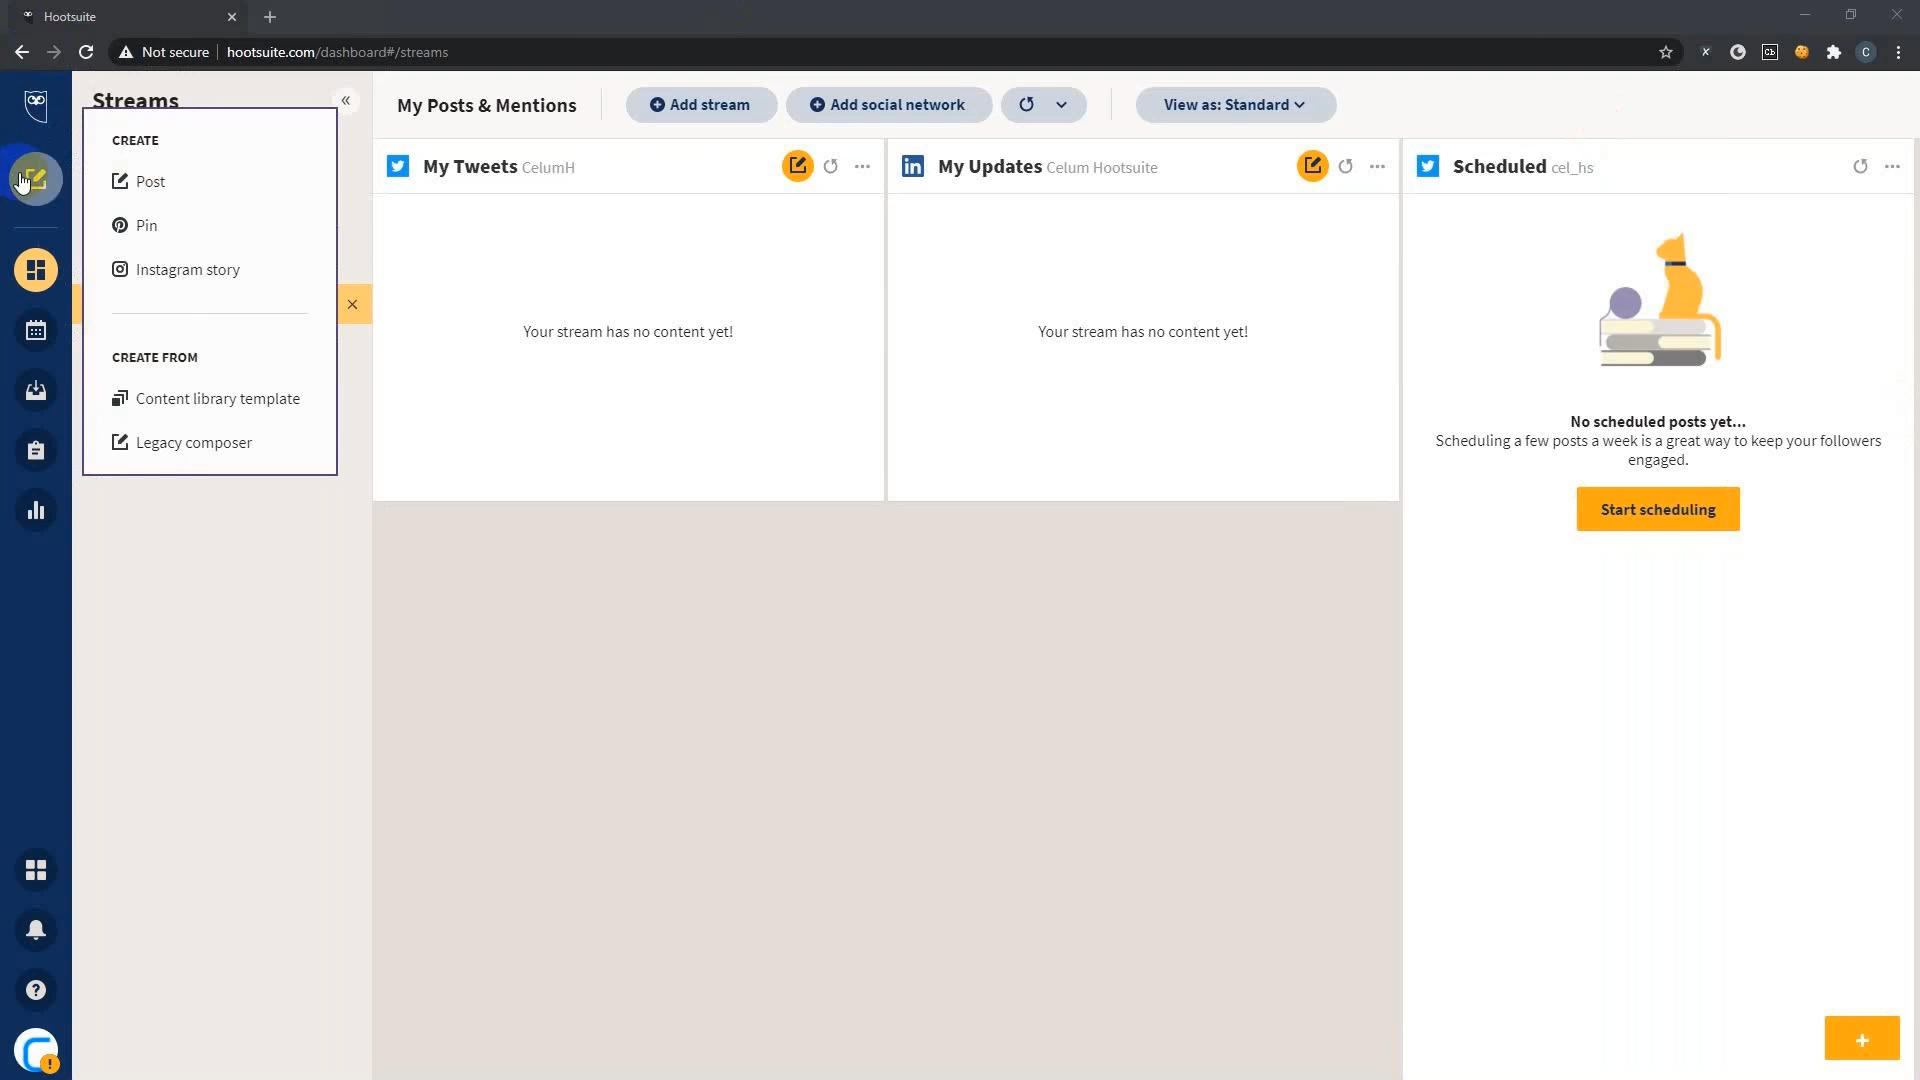 Hootsuite
Not secure
hootsuite.com/dashboard#/streams
C
Streams
CREATE
Post
Pin
Instagram story
CREATE FROM
Content library template
Legacy composer
My Posts & Mentions
Add stream
Add social network
View as: Standard
My Tweets CelumH
Your stream has no content yet!
in
My Updates Celum Hootsuite
Your stream has no content yet!
Scheduled cel_hs
No scheduled posts yet...
Scheduling a few posts a week is a great way to keep your followers
engaged.
Start scheduling